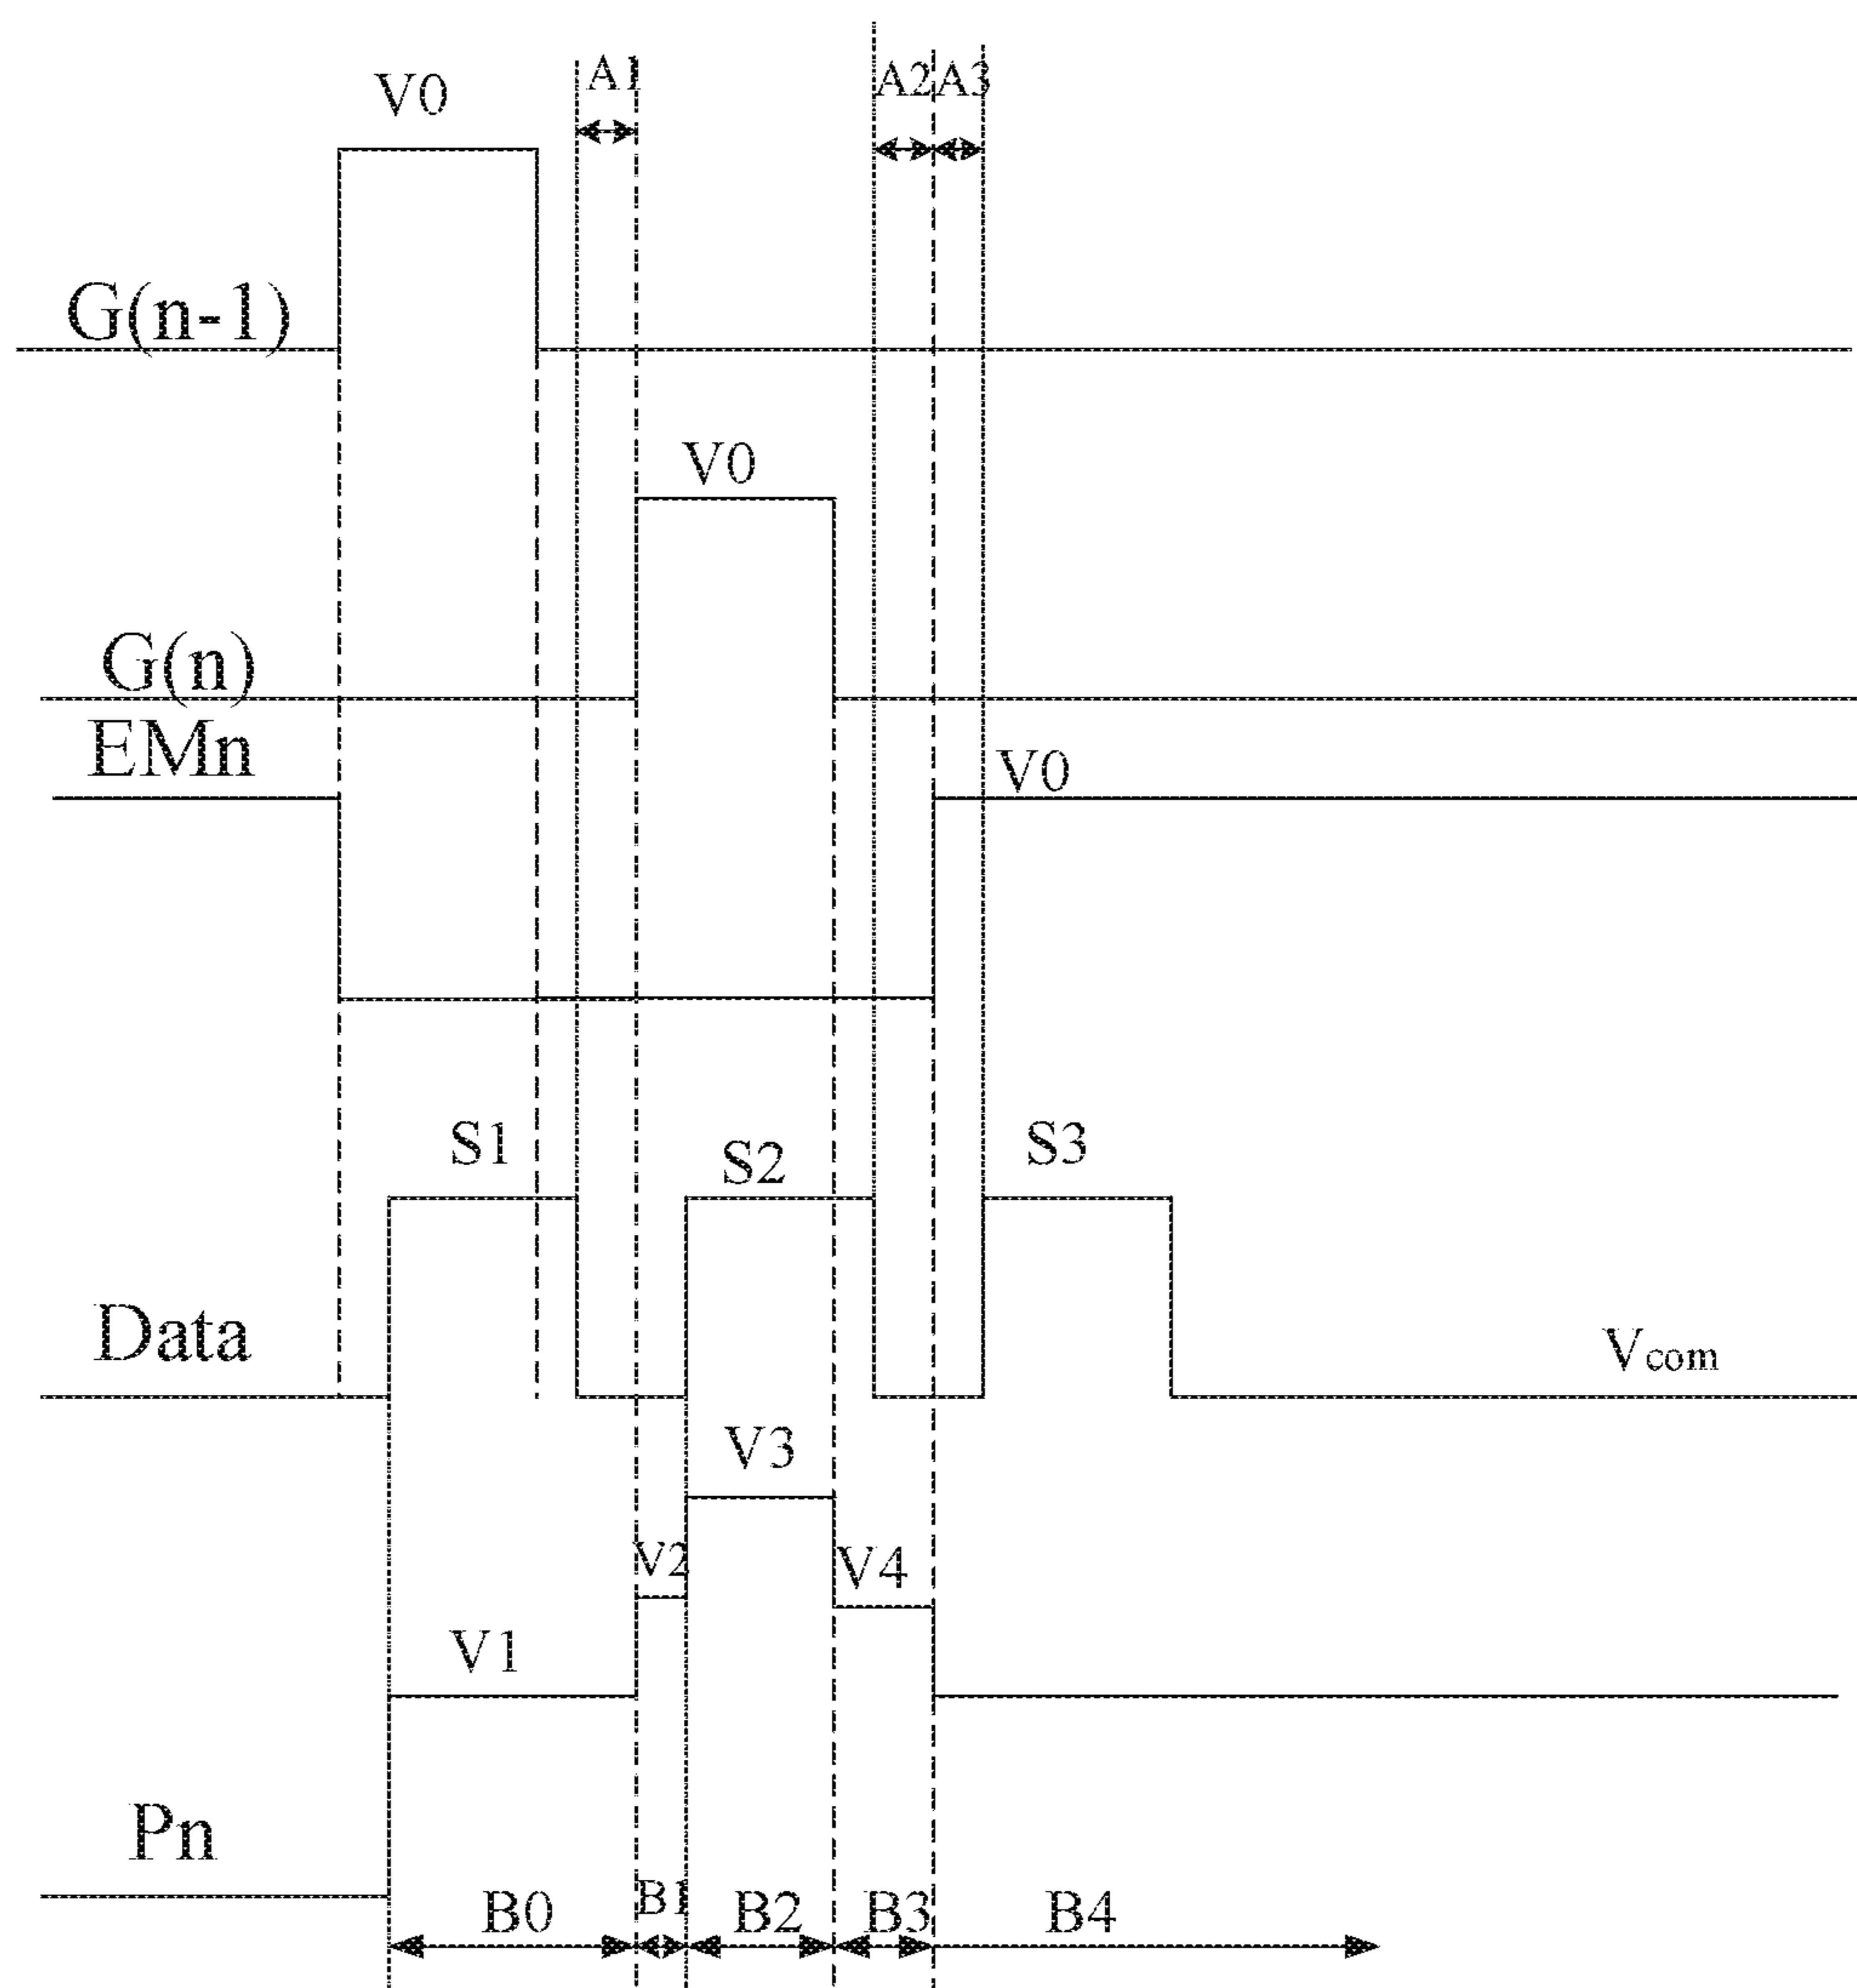 A1
A2 A3
V0
G(n-1)
V0
G(n)
EMn
V0
S1
S2
S3
Data
Vcom
V3
V2
V4
V1
Pn
B0
B1
B2
B3
B4